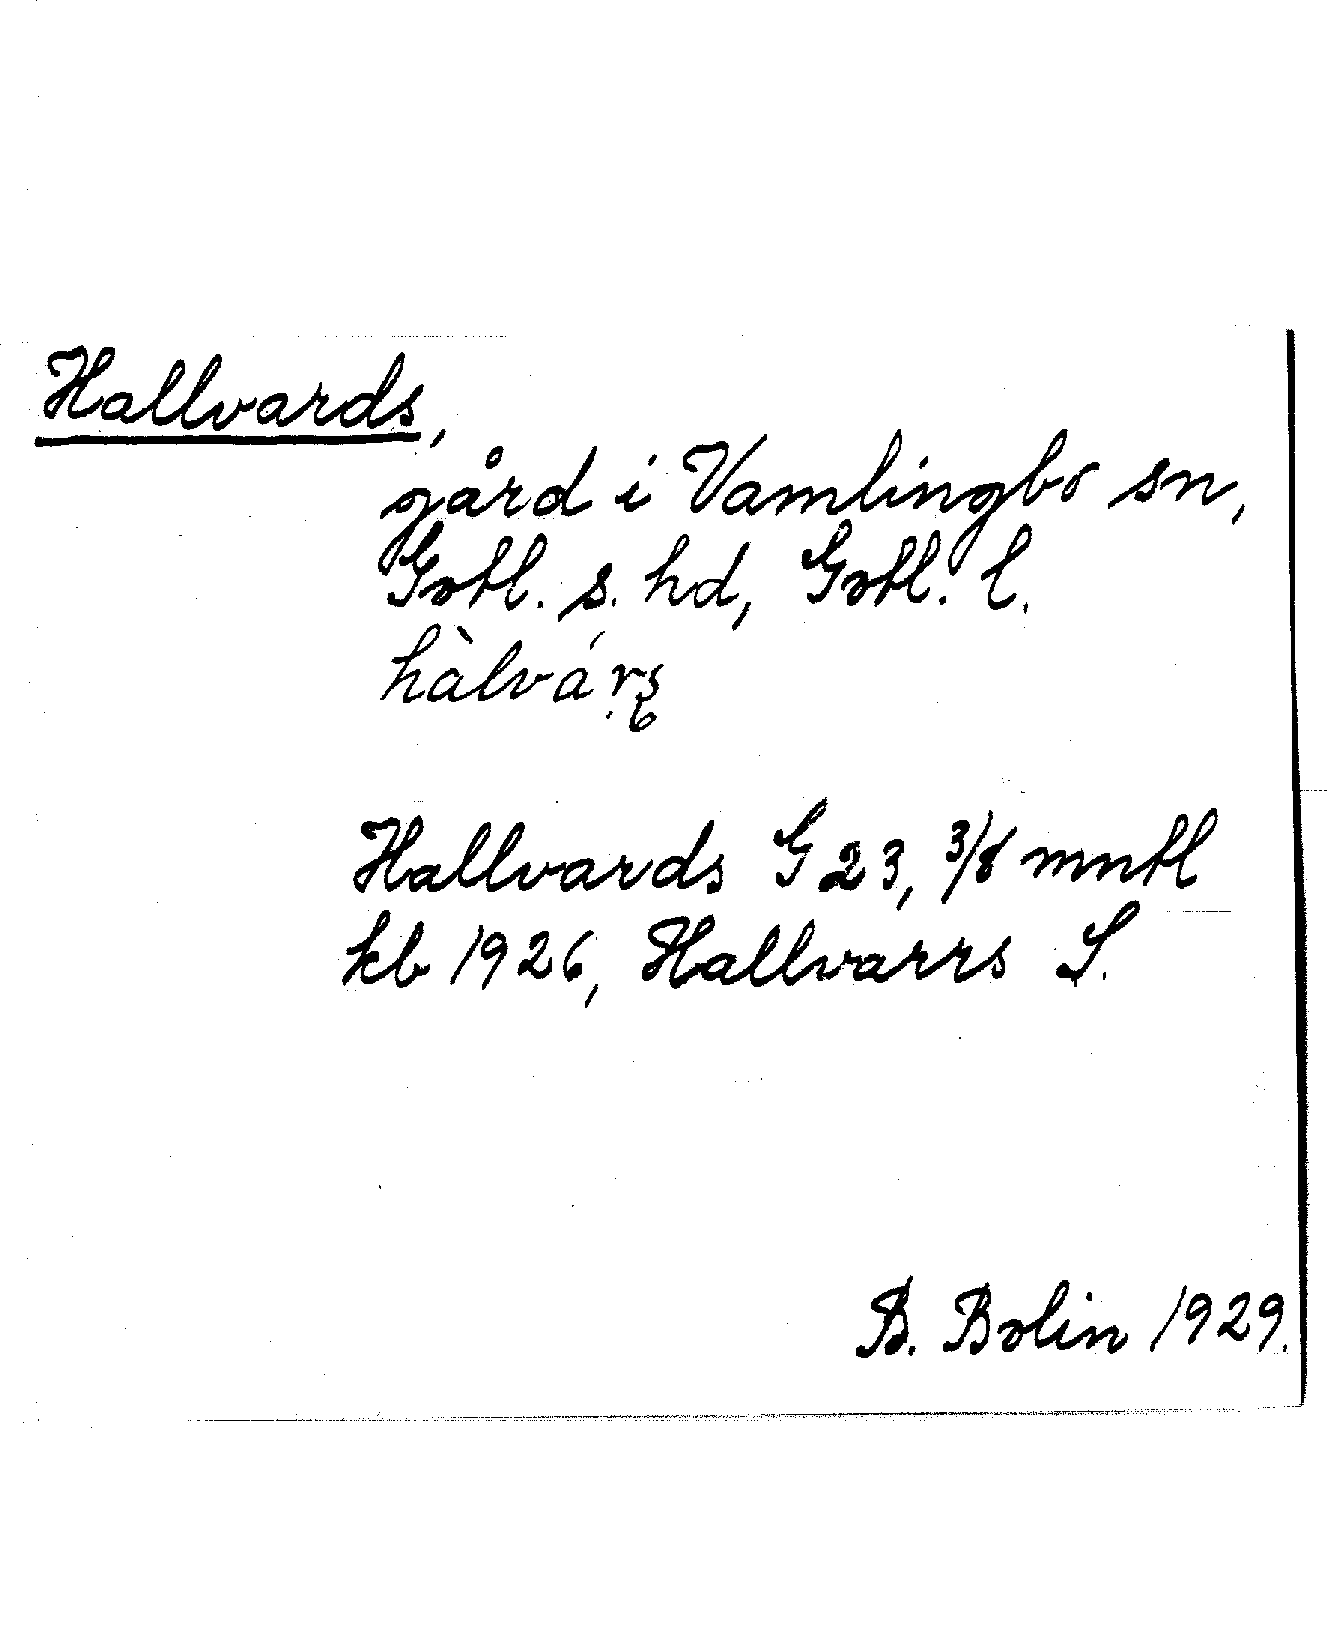 Hallvards,
gård i Vamlingbo sn,
Gotl. s. hd, Gotl. l.
hàlvárs
Hallvards G 23, 3/8 mntl
kb 1926, Hallvarrs S.
B. Bolin 1929.